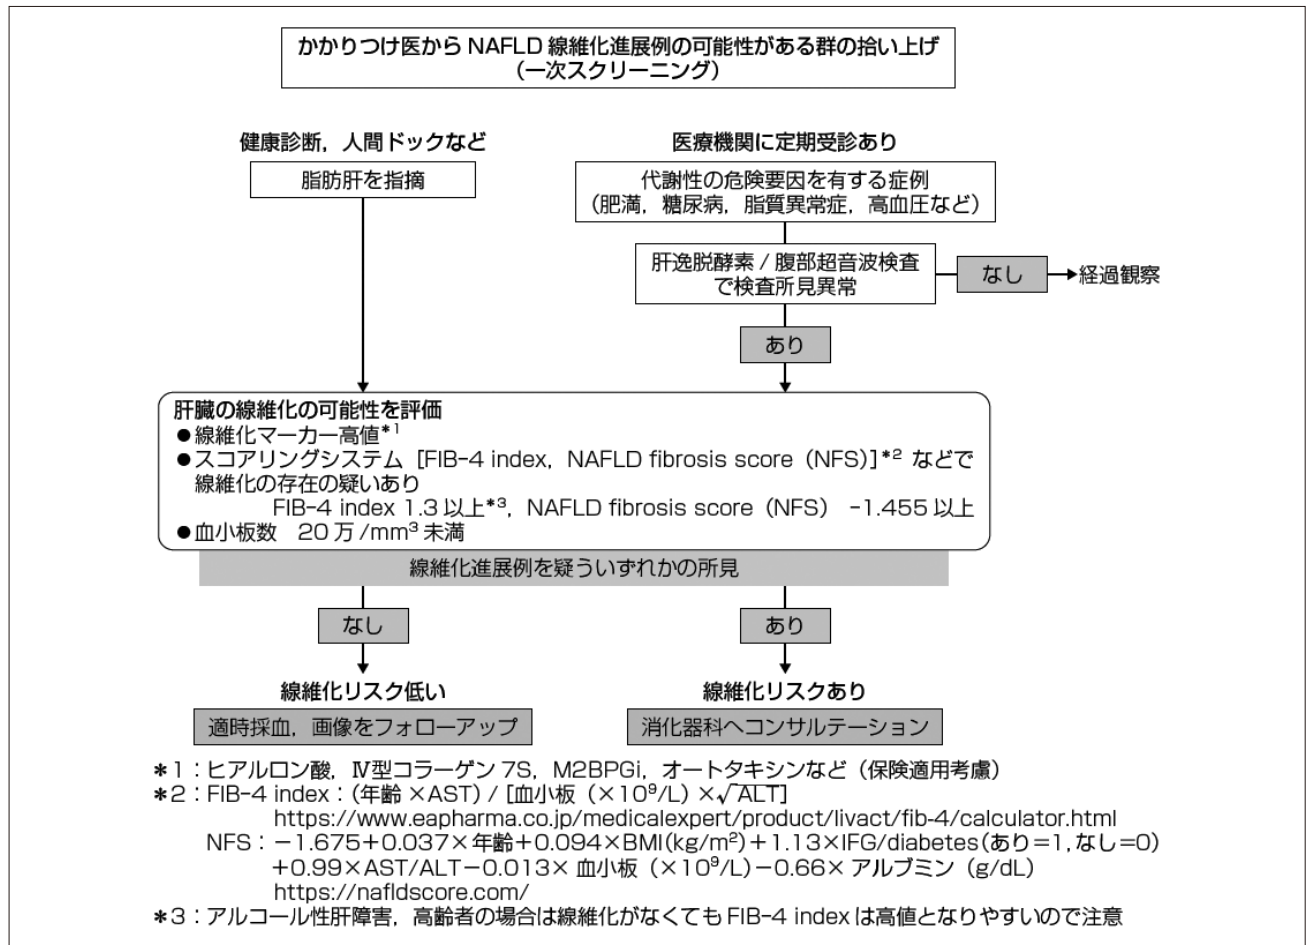 かかりつけ医から NAFLD 線維化進展例の可能性がある群の拾い上げ
（一次スクリーニング）
健康診断，人間ドックなど
脂肪肝を指摘
医療機関に定期受診あり
代謝性の危険要因を有する症例
（肥満，糖尿病，脂質異常症，高血圧など）
肝逸脱酵素 / 腹部超音波検査
で検査所見異常
なし
経過観察
あり
肝臓の線維化の可能性を評価
●線維化マーカー高値*1
●スコアリングシステム［FIB-4 index，NAFLD fibrosis score（NFS）］*2 などで
線維化の存在の疑いあり
FIB-4 index 1.3 以上*3，NAFLD fibrosis score（NFS） -1.455 以上
●血小板数　20 万 /mm³ 未満
線維化進展例を疑ういずれかの所見
なし
あり
線維化リスク低い
線維化リスクあり
適時採血，画像をフォローアップ
消化器科へコンサルテーション
＊1：ヒアルロン酸，Ⅳ型コラーゲン 7S，M2BPGi，オートタキシンなど（保険適用考慮）
＊2：FIB-4 index：(年齢 ×AST) / [血小板（×10⁹/L）×√ALT]
https://www.eapharma.co.jp/medicalexpert/product/livact/fib-4/calculator.html
NFS：−1.675＋0.037× 年齢＋0.094×BMI(kg/m²)＋1.13×IFG/diabetes(あり＝1，なし＝0)
＋0.99×AST/ALT−0.013× 血小板（×10⁹/L)−0.66× アルブミン（g/dL）
https://nafldscore.com/
＊3：アルコール性肝障害，高齢者の場合は線維化がなくても FIB-4 index は高値となりやすいので注意